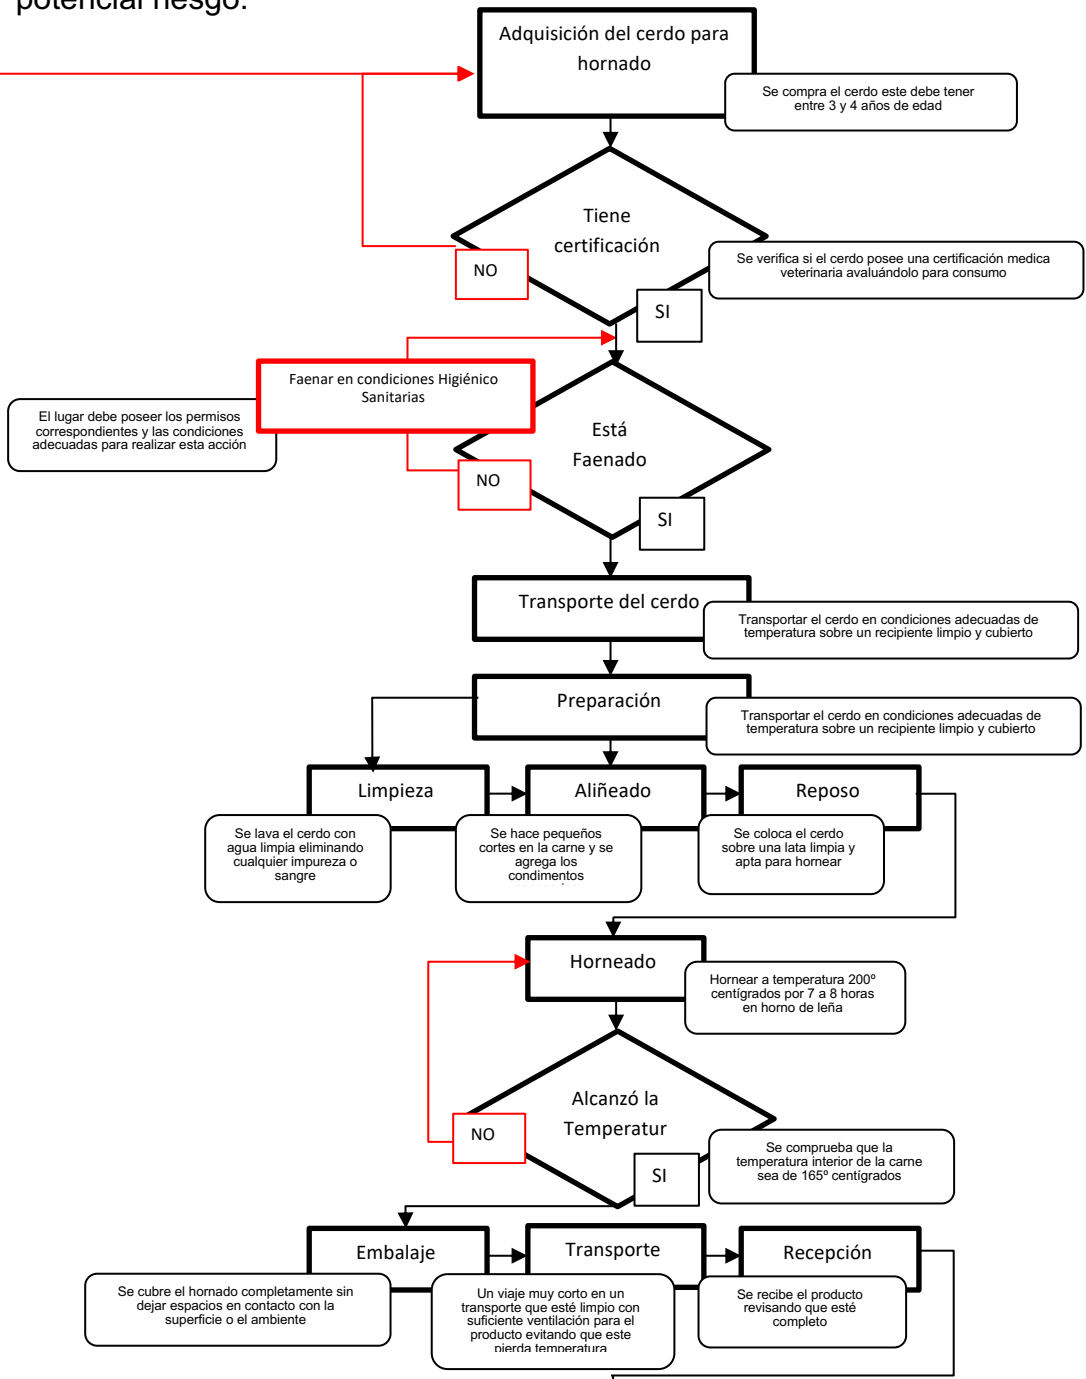 potencial riesgo.
Adquisición del cerdo para
hornado
Se compra el cerdo este debe tener
entre 3 y 4 años de edad
Tiene
certificación
NO
Se verifica si el cerdo posee una certificación medica
veterinaria avaluándolo para consumo
SI
Faenar en condiciones Higiénico
Sanitarias
El lugar debe poseer los permisos
correspondientes y las condiciones
adecuadas para realizar esta acción
Está
Faenado
NO
SI
Transporte del cerdo
Transportar el cerdo en condiciones adecuadas de
temperatura sobre un recipiente limpio y cubierto
Preparación
Transportar el cerdo en condiciones adecuadas de
temperatura sobre un recipiente limpio y cubierto
Limpieza
Aliñeado
Reposo
Se lava el cerdo con
agua limpia eliminando
cualquier impureza o
sangre
Se hace pequeños
cortes en la carne y se
agrega los
condimentos
Se coloca el cerdo
sobre una lata limpia y
apta para hornear
Horneado
Hornear a temperatura 200º
centígrados por 7 a 8 horas
en horno de leña
Alcanzó la
Temperatur
NO
SI
Se comprueba que la
temperatura interior de la carne
sea de 165º centígrados
Embalaje
Transporte
Recepción
Se cubre el hornado completamente sin
dejar espacios en contacto con la
superficie o el ambiente
Un viaje muy corto en un
transporte que esté limpio con
suficiente ventilación para el
producto evitando que este
pierda temperatura
Se recibe el producto
revisando que esté
completo